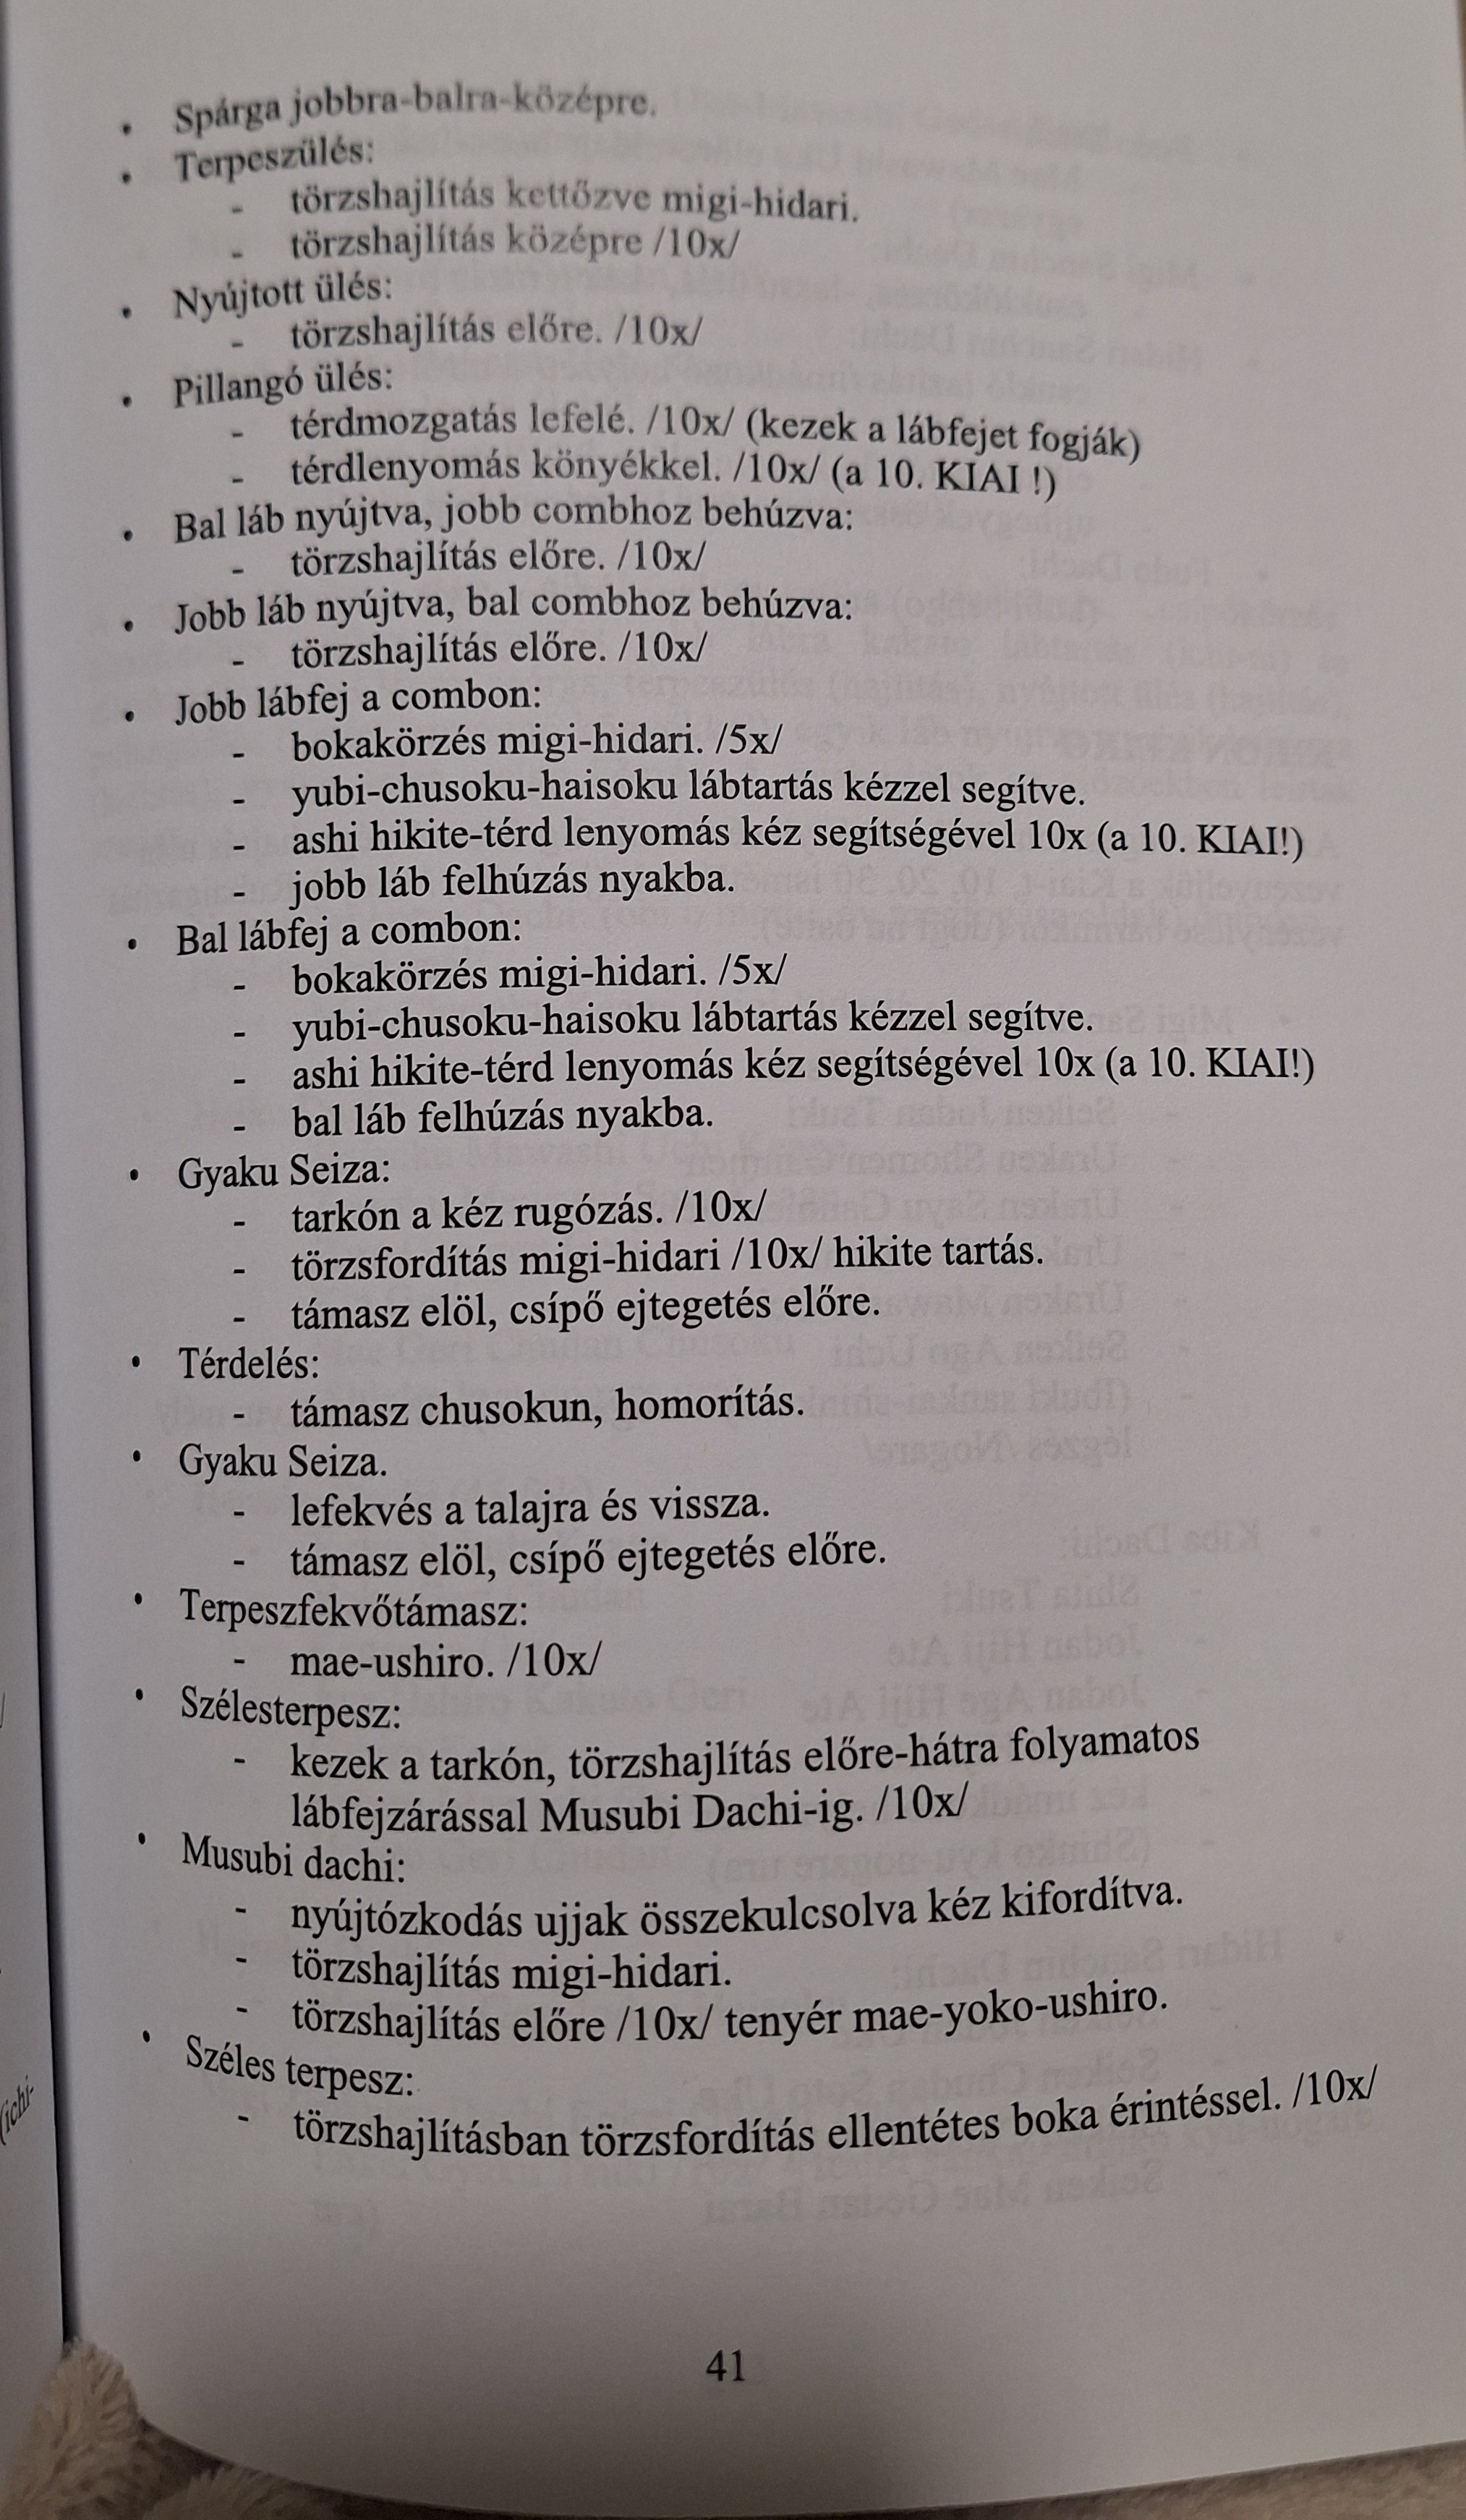 • Spárga jobbra-balra-középre.
• Terpeszülés:
- törzshajlítás kettőzve migi-hidari.
- törzshajlítás középre /10x/
• Nyújtott ülés:
- törzshajlítás előre. /10x/
• Pillangó ülés:
- térdmozgatás lefelé. /10x/ (kezek a lábfejet fogják)
- térdlenyomás könyékkel. /10x/ (a 10. KIAI !)
• Bal láb nyújtva, jobb combhoz behúzva:
- törzshajlítás előre. /10x/
• Jobb láb nyújtva, bal combhoz behúzva:
- törzshajlítás előre. /10x/
• Jobb lábfej a combon:
- bokakörzés migi-hidari. /5x/
- yubi-chusoku-haisoku lábtartás kézzel segítve.
- ashi hikite-térd lenyomás kéz segítségével 10x (a 10. KIAI!)
- jobb láb felhúzás nyakba.
• Bal lábfej a combon:
- bokakörzés migi-hidari. /5x/
- yubi-chusoku-haisoku lábtartás kézzel segítve.
- ashi hikite-térd lenyomás kéz segítségével 10x (a 10. KIAI!)
- bal láb felhúzás nyakba.
• Gyaku Seiza:
- tarkón a kéz rugózás. /10x/
- törzsfordítás migi-hidari /10x/ hikite tartás.
- támasz elöl, csípő ejtegetés előre.
• Térdelés:
- támasz chusokun, homorítás.
• Gyaku Seiza.
- lefekvés a talajra és vissza.
- támasz elöl, csípő ejtegetés előre.
• Terpeszfekvőtámasz:
- mae-ushiro. /10x/
• Szélesterpesz:
- kezek a tarkón, törzshajlítás előre-hátra folyamatos
lábfejzárással Musubi Dachi-ig. /10x/
• Musubi dachi:
- nyújtózkodás ujjak összekulcsolva kéz kifordítva.
- törzshajlítás migi-hidari.
- törzshajlítás előre /10x/ tenyér mae-yoko-ushiro.
• Széles terpesz:
- törzshajlításban törzsfordítás ellentétes boka érintéssel. /10x/
41